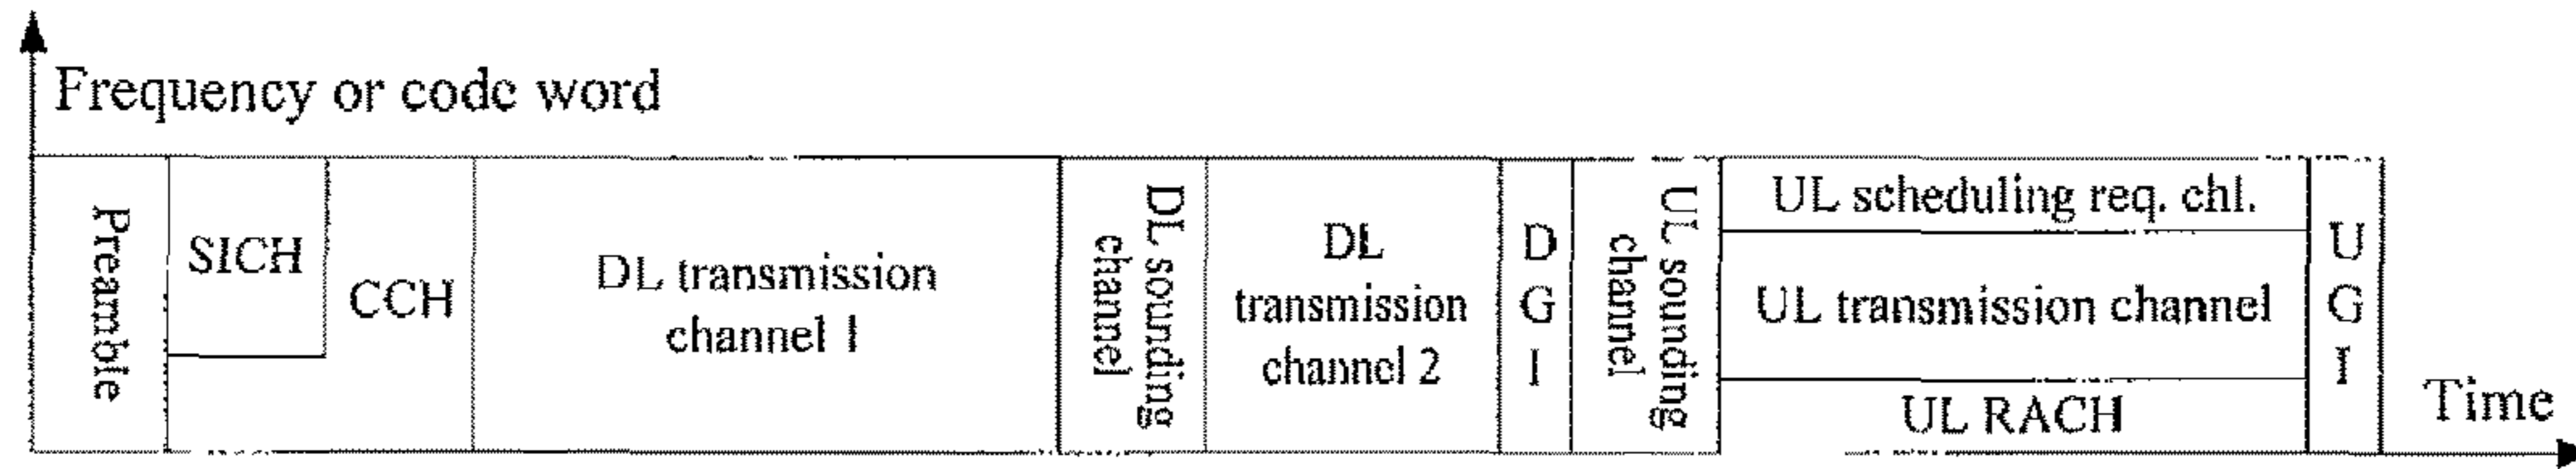 Frequency or code word
Preamble
SICH
CCH
DL transmission
channel 1
DL sounding
channel
DL
transmission
channel 2
D
G
I
UL sounding
channel
UL scheduling req. chl.
UL transmission channel
UL RACH
U
G
I
Time